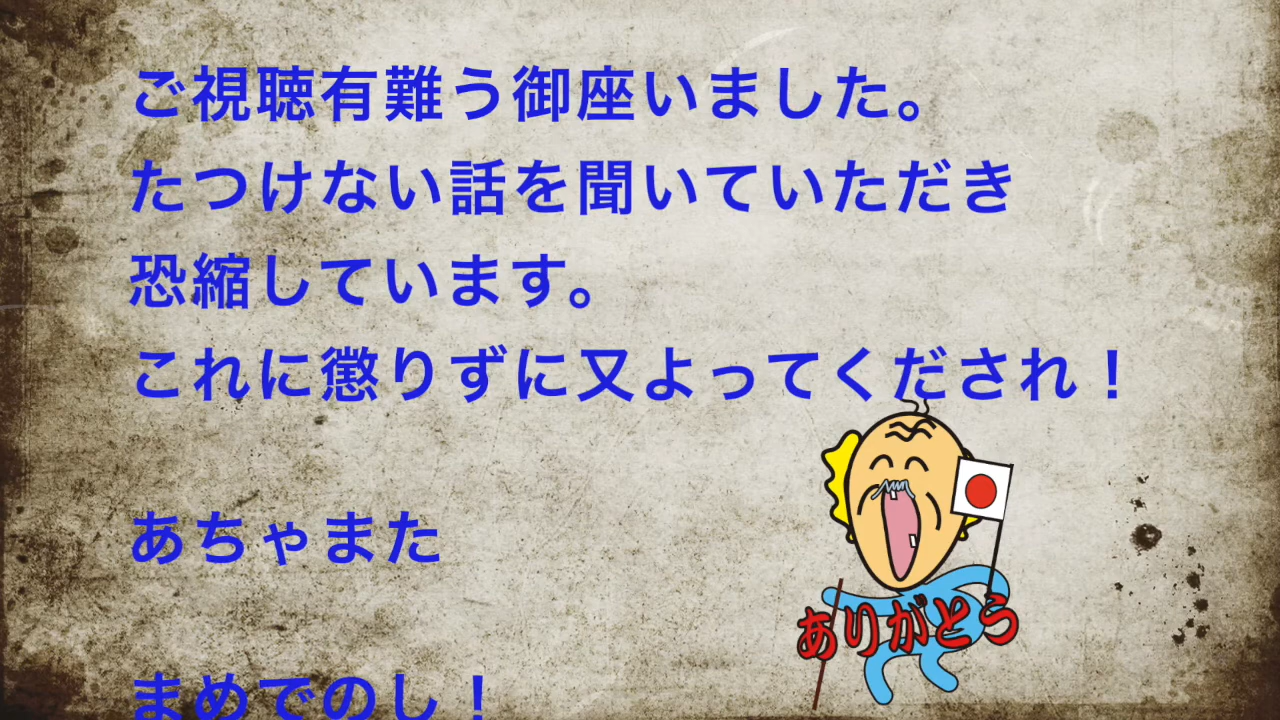 ご視聴有難う御座いました。
たつけない話を聞いていただき
恐縮しています。
これに懲りずに又よってくだされ！
あちゃまた
ありがとう
まめでのし！